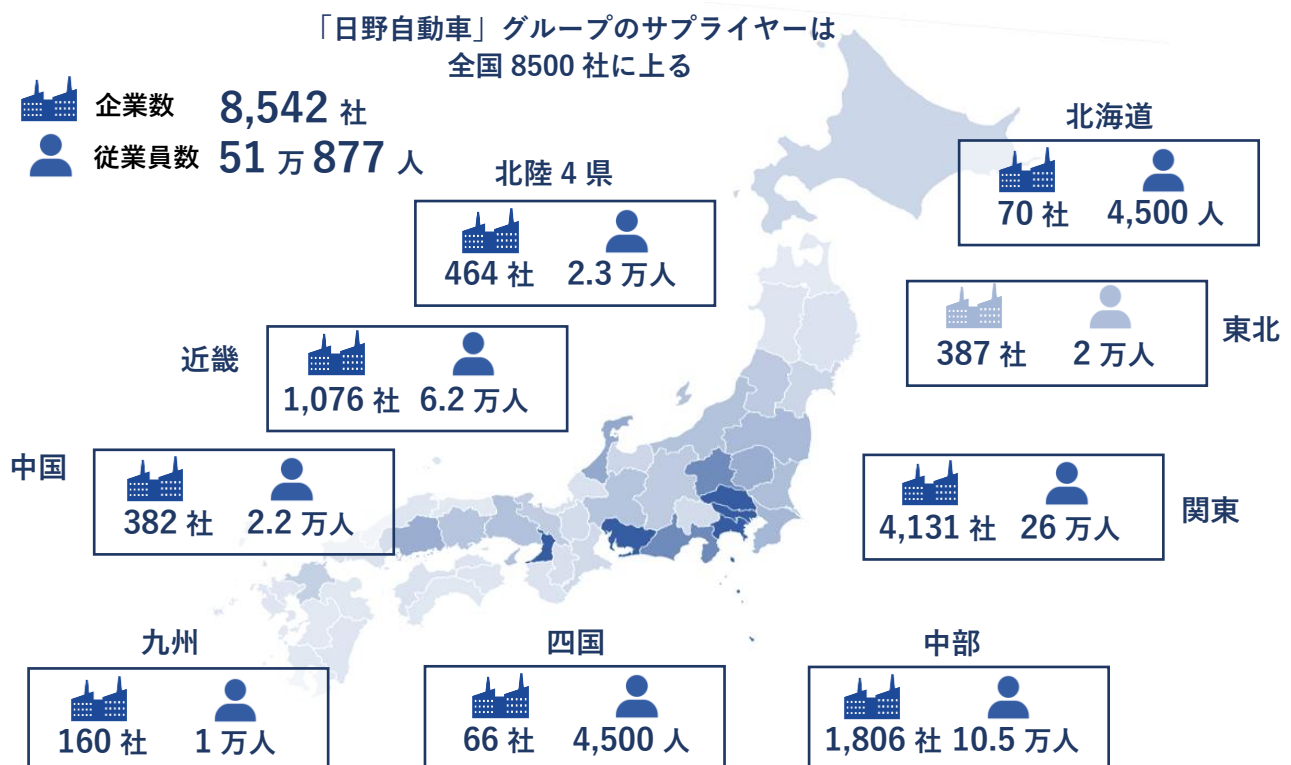 「日野自動車」グループのサプライヤーは
全国 8500 社に上る
企業数 8,542 社
従業員数 51 万 877 人
北海道
70 社 4,500 人
北陸 4 県
464 社 2.3 万人
東北
387 社 2 万人
近畿
1,076 社 6.2 万人
中国
382 社 2.2 万人
関東
4,131 社 26 万人
九州
160 社 1 万人
四国
66 社 4,500 人
中部
1,806 社 10.5 万人